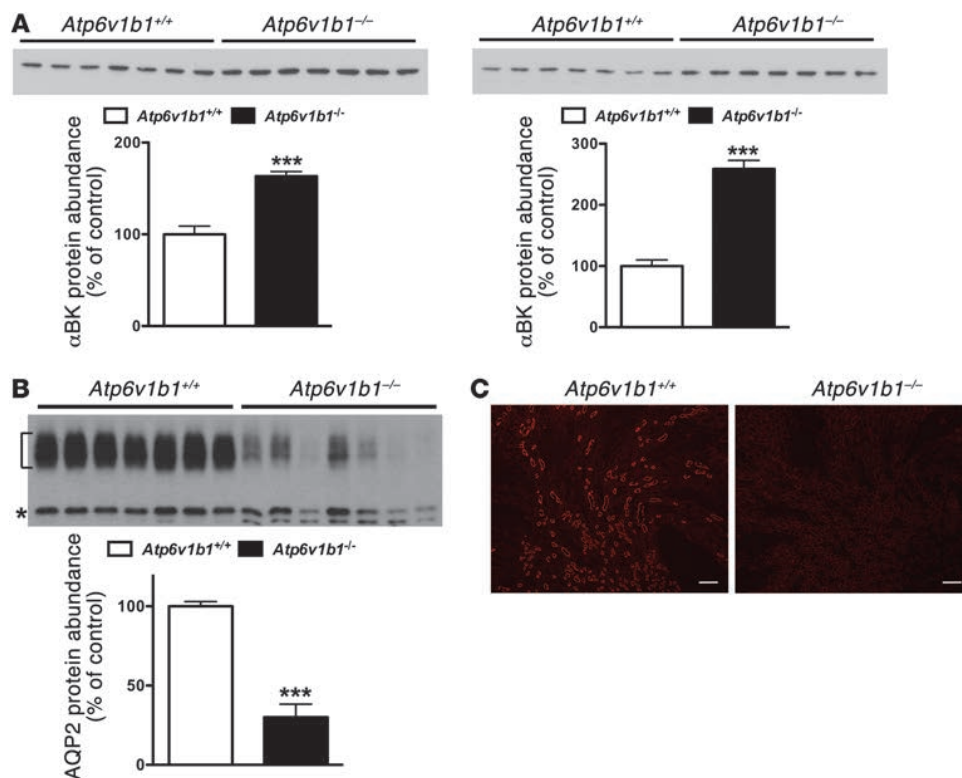 A
Atp6v1b1+/+ Atp6v1b1–/–
Atp6v1b1+/+ Atp6v1b1-/-
αBK protein abundance
(% of control)
200
100
0
***
Atp6v1b1+/+ Atp6v1b1–/–
Atp6v1b1+/+ Atp6v1b1-/-
αBK protein abundance
(% of control)
300
200
100
0
***
B
Atp6v1b1+/+ Atp6v1b1–/–
*
Atp6v1b1+/+ Atp6v1b1-/-
AQP2 protein abundance
(% of control)
100
50
0
***
C
Atp6v1b1+/+ Atp6v1b1–/–